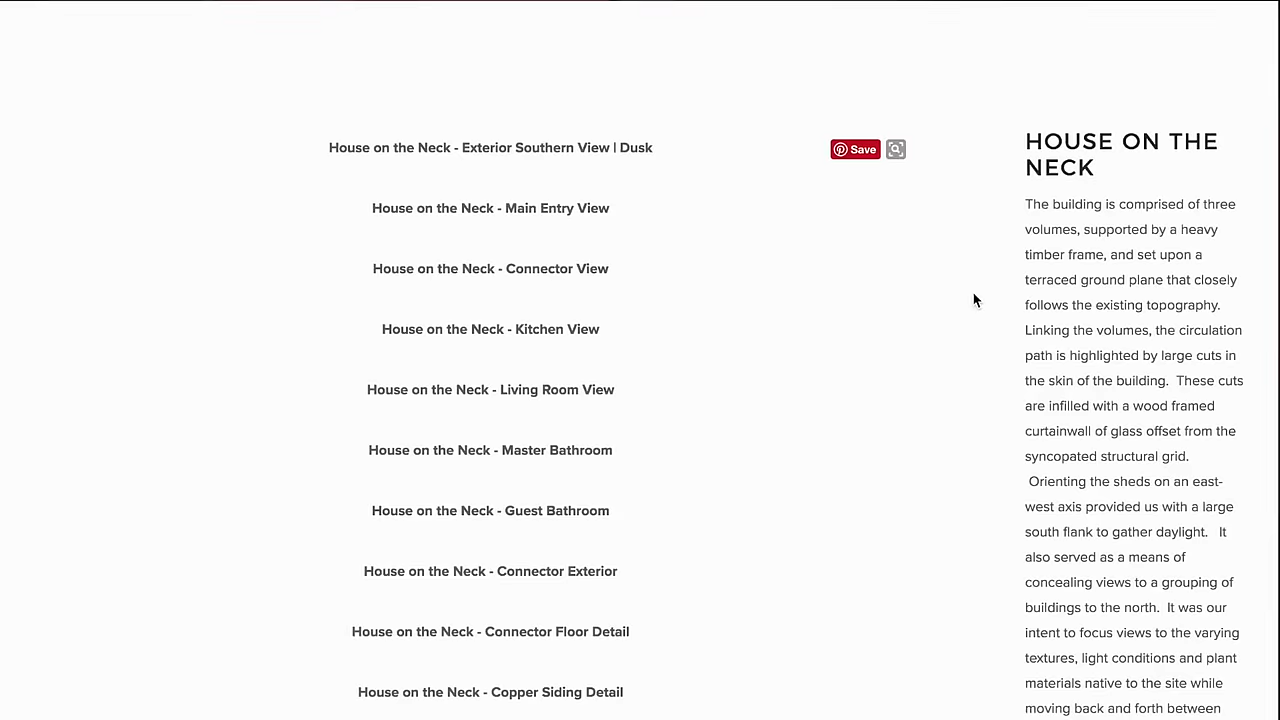 House on the Neck - Exterior Southern View | Dusk
Save
House on the Neck - Main Entry View
House on the Neck - Connector View
House on the Neck - Kitchen View
House on the Neck - Living Room View
House on the Neck - Master Bathroom
House on the Neck - Guest Bathroom
House on the Neck - Connector Exterior
House on the Neck - Connector Floor Detail
House on the Neck - Copper Siding Detail
HOUSE ON THE
NECK
The building is comprised of three
volumes, supported by a heavy
timber frame, and set upon a
terraced ground plane that closely
follows the existing topography.
Linking the volumes, the circulation
path is highlighted by large cuts in
the skin of the building.  These cuts
are infilled with a wood framed
curtainwall of glass offset from the
syncopated structural grid.
Orienting the sheds on an east-
west axis provided us with a large
south flank to gather daylight.   It
also served as a means of
concealing views to a grouping of
buildings to the north.  It was our
intent to focus views to the varying
textures, light conditions and plant
materials native to the site while
moving back and forth between